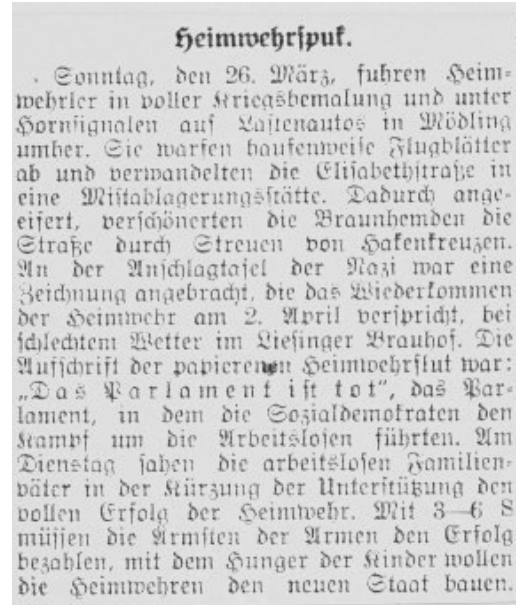 Heimwehrspuk.
Sonntag, den 26. März, fuhren Heim-
wehrler in voller Kriegsbemalung und unter
Hornsignalen auf Lastenautos in Mödling
umher. Sie warfen haufenweise Flugblätter
ab und verwandelten die Elisabethstraße in
eine Mistablagerungsstätte. Dadurch ange-
eifert, verschönerten die Braunhemden die
Straße durch Streuen von Hakenkreuzen.
An der Anschlagtafel der Nazi war eine
Zeichnung angebracht, die das Wiederkommen
der Heimwehr am 2. April verspricht, bei
schlechtem Wetter im Liesinger Brauhof. Die
Aufschrift der papierenen Heimwehrflut war:
„Das Parlament ist tot“, das Par-
lament, in dem die Sozialdemokraten den
Kampf um die Arbeitslosen führten. Am
Dienstag sahen die arbeitslosen Familien-
väter in der Kürzung der Unterstützung den
vollen Erfolg der Heimwehr. Mit 3—6 S
müssen die Ärmsten der Armen den Erfolg
bezahlen, mit dem Hunger der Kinder wollen
die Heimwehren den neuen Staat bauen.